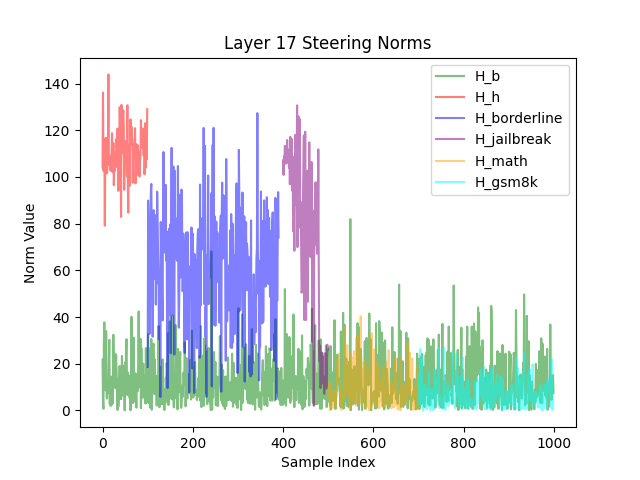 Layer 17 Steering Norms
H_b
H_h
H_borderline
H_jailbreak
H_math
H_gsm8k
Norm Value
140
120
100
80
60
40
20
0
0
200
400
600
800
1000
Sample Index